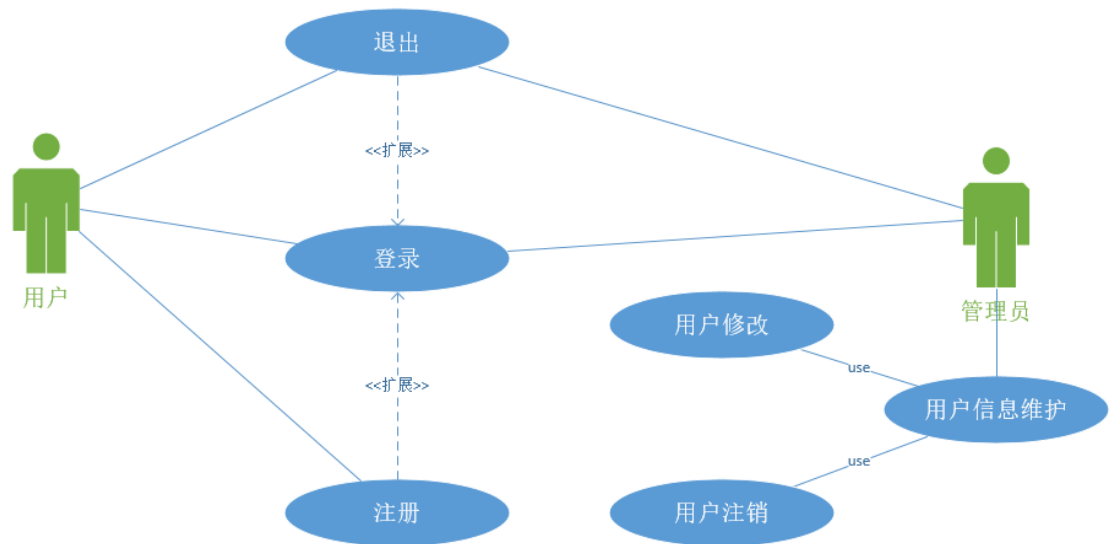 退出
<<扩展>>
用户
登录
管理员
用户修改
use
<<扩展>>
用户信息维护
use
注册
用户注销